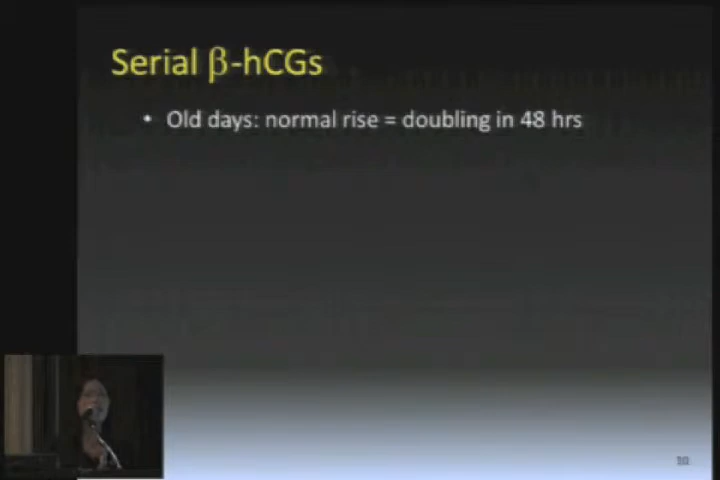 Serial β-hCGs
• Old days: normal rise = doubling in 48 hrs